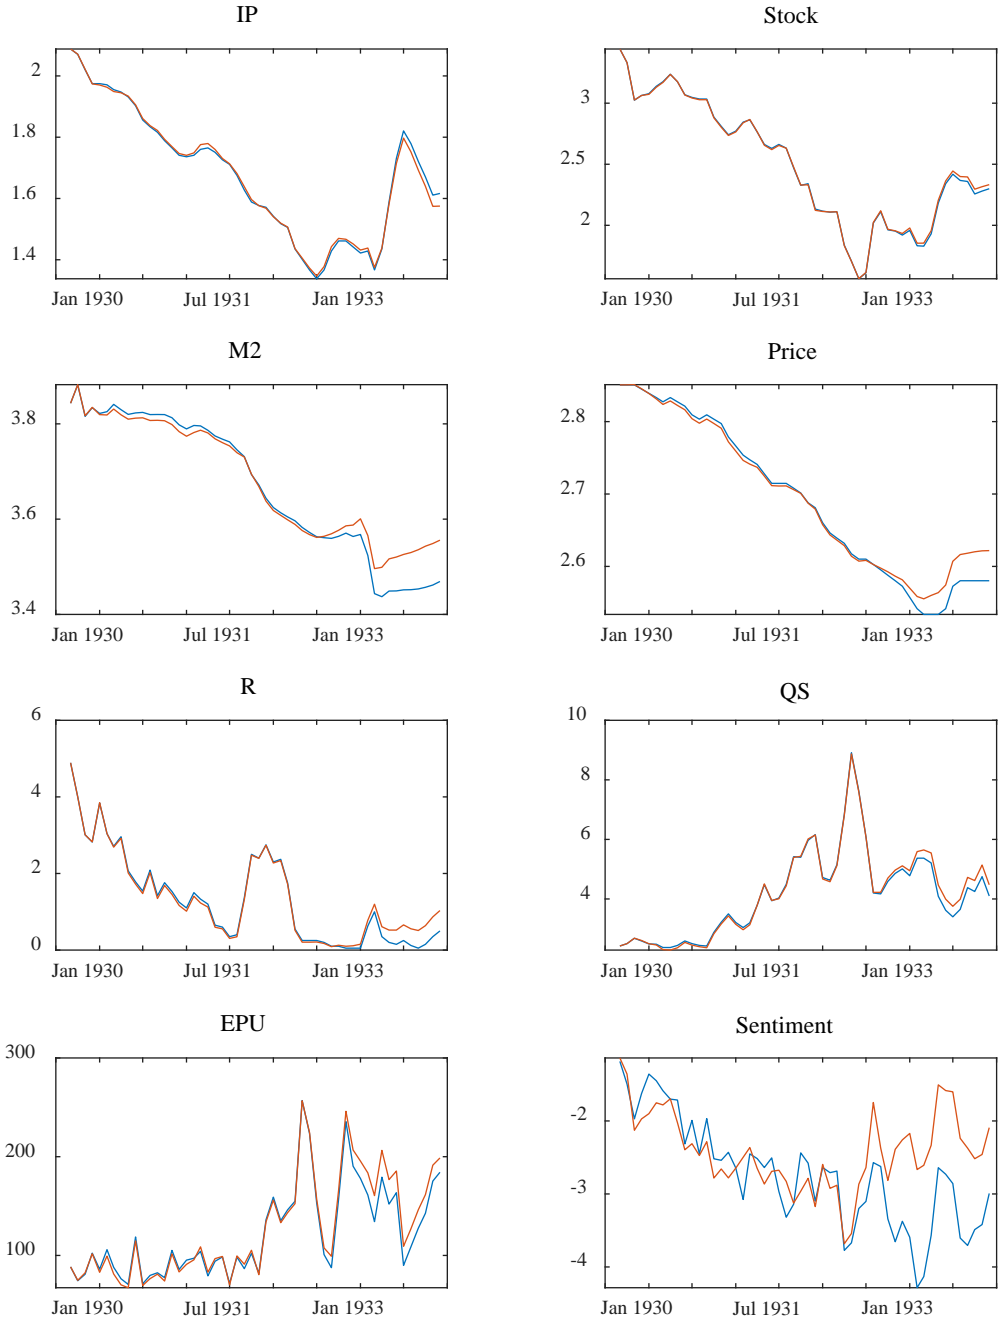 IP
2
1.8
1.6
1.4
Jan 1930 Jul 1931 Jan 1933
Stock
3
2.5
2
Jan 1930 Jul 1931 Jan 1933
M2
3.8
3.6
3.4
Jan 1930 Jul 1931 Jan 1933
Price
2.8
2.7
2.6
Jan 1930 Jul 1931 Jan 1933
R
6
4
2
0
Jan 1930 Jul 1931 Jan 1933
QS
10
8
6
4
Jan 1930 Jul 1931 Jan 1933
EPU
300
200
100
Jan 1930 Jul 1931 Jan 1933
Sentiment
-2
-3
-4
Jan 1930 Jul 1931 Jan 1933